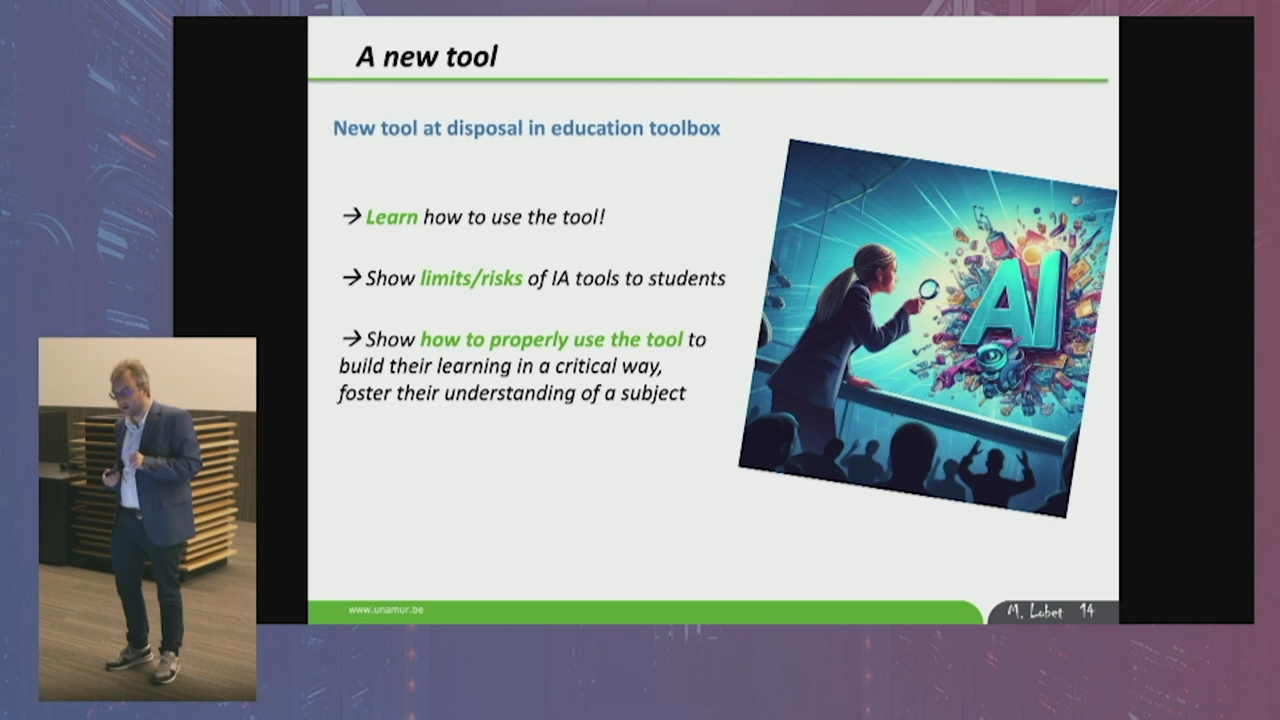 A new tool
New tool at disposal in education toolbox
→ Learn how to use the tool!
→ Show limits/risks of IA tools to students
→ Show how to properly use the tool to
build their learning in a critical way,
foster their understanding of a subject
AI
www.unamur.be
M. Lobet 14